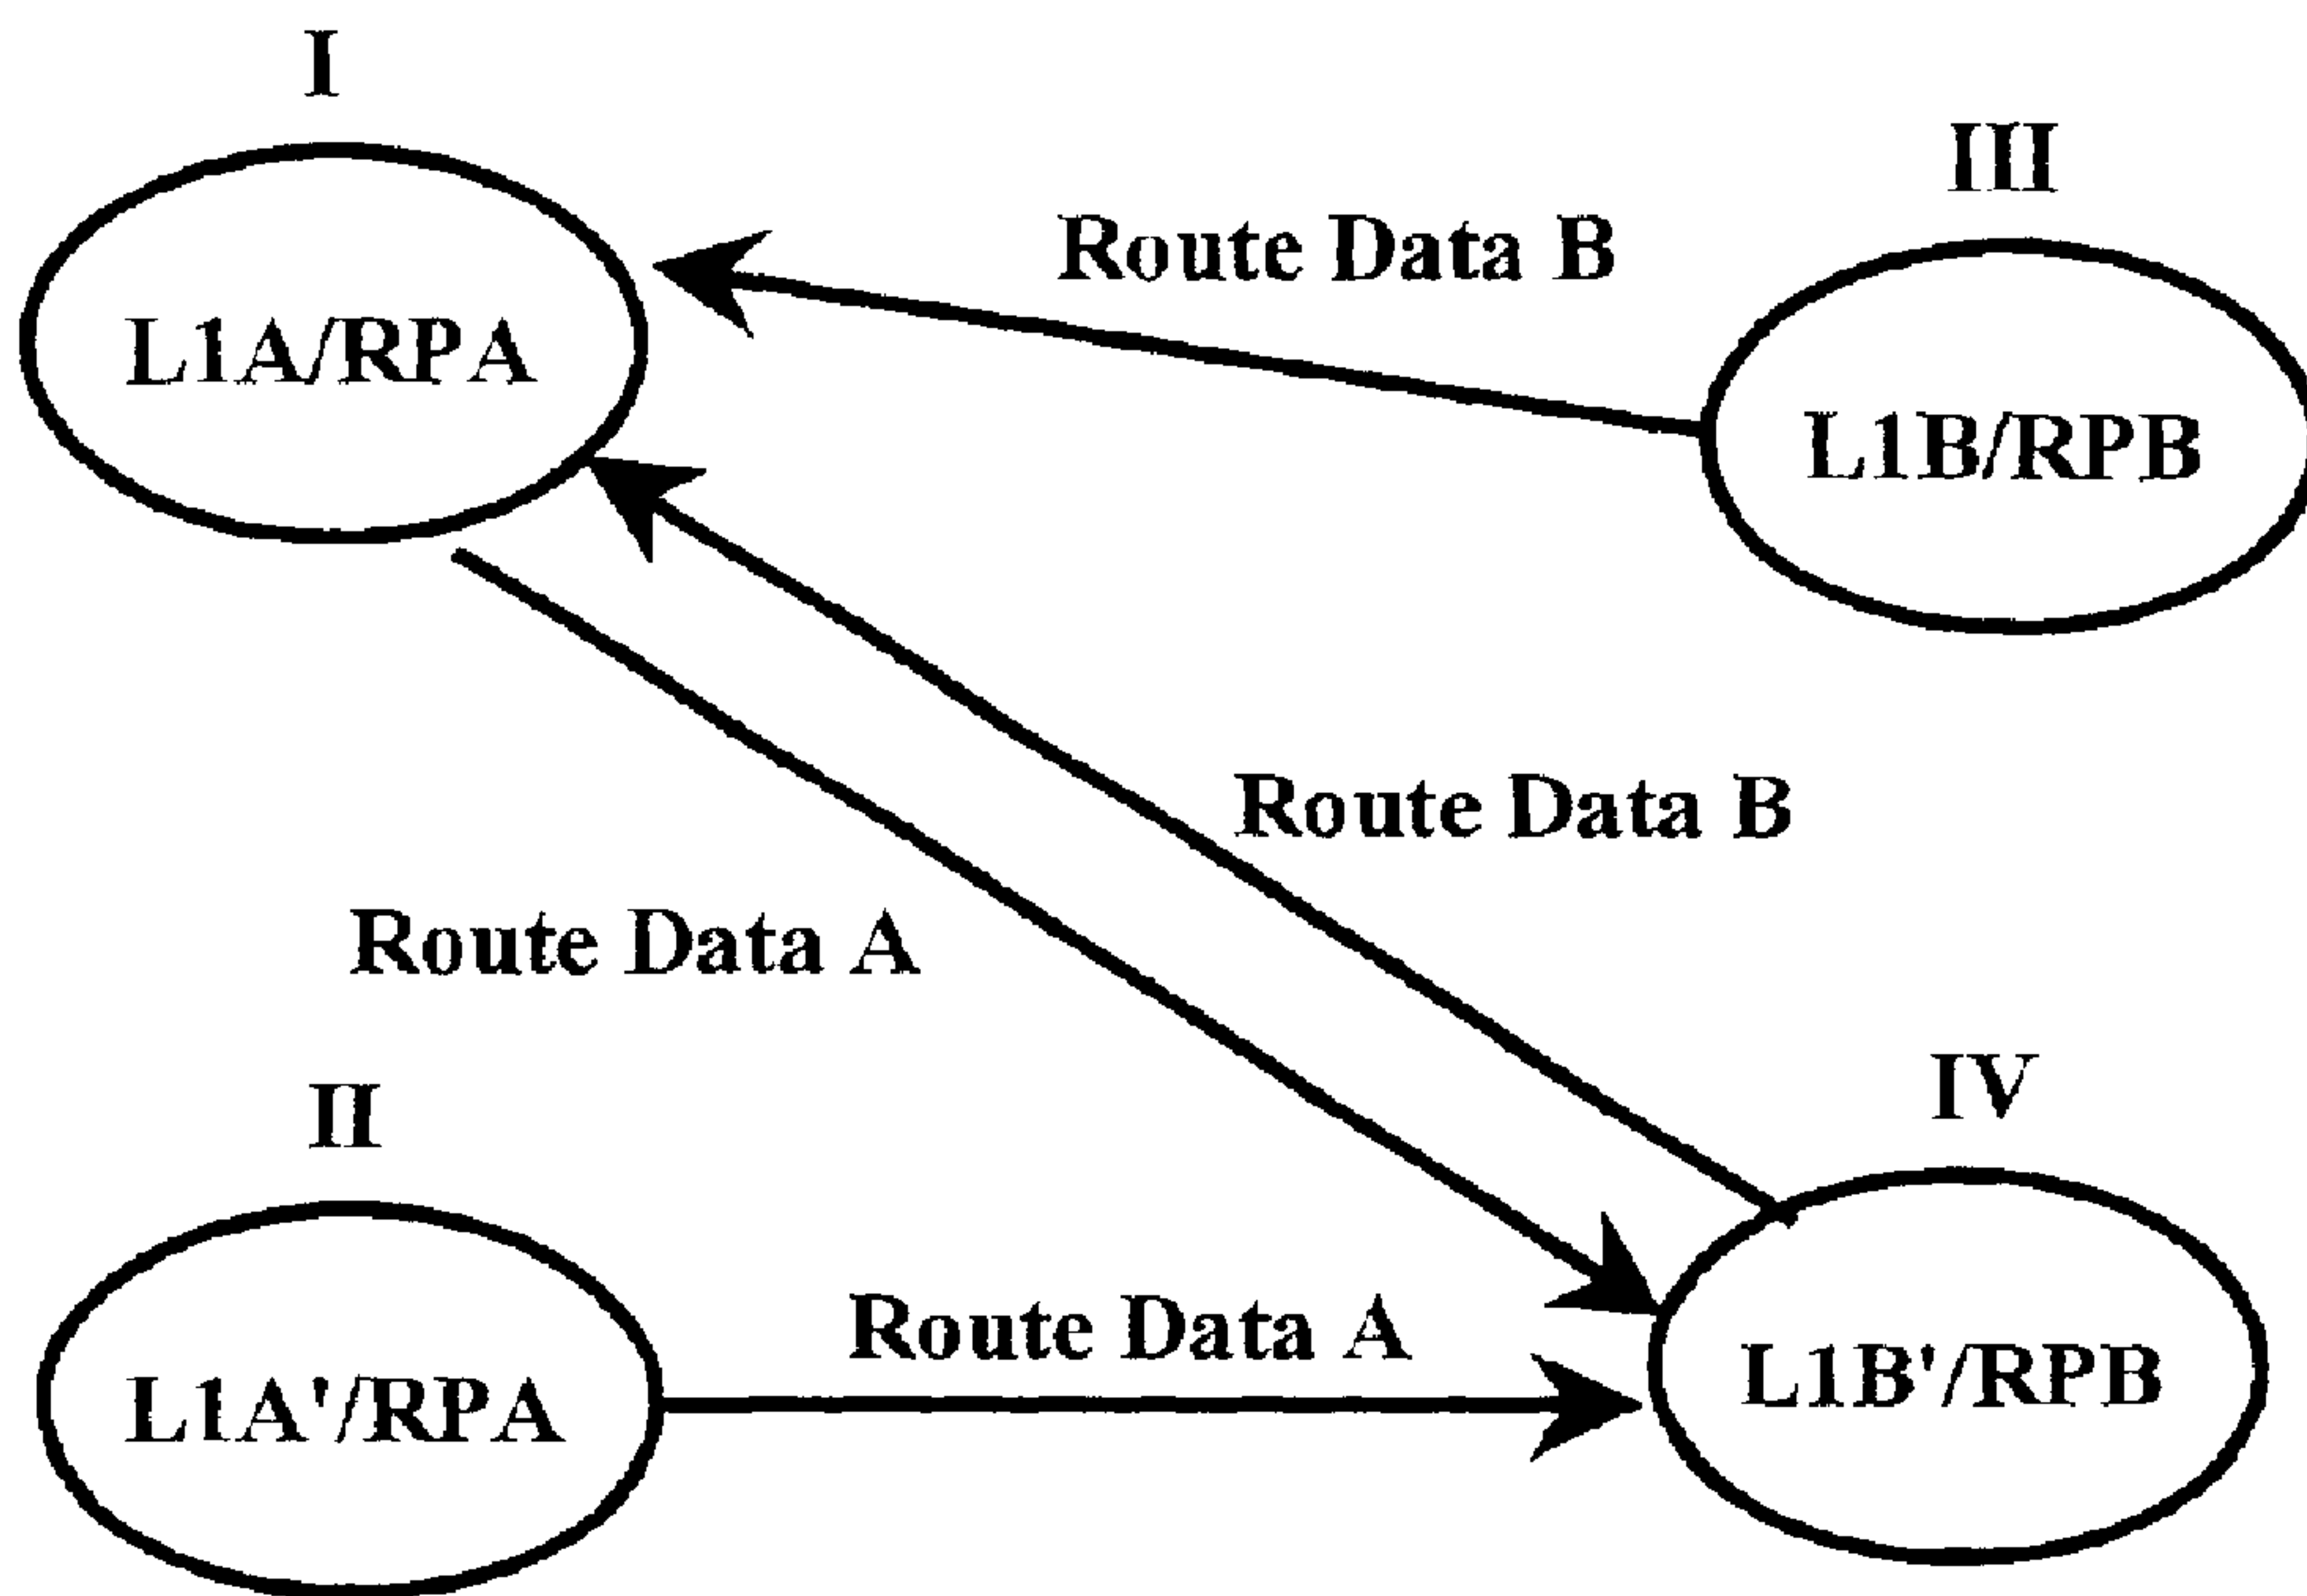 I
III
Route Data B
L1A/RPA
L1B/RPB
Route Data B
Route Data A
II
IV
Route Data A
L1A'/RPA
L1B'/RPB